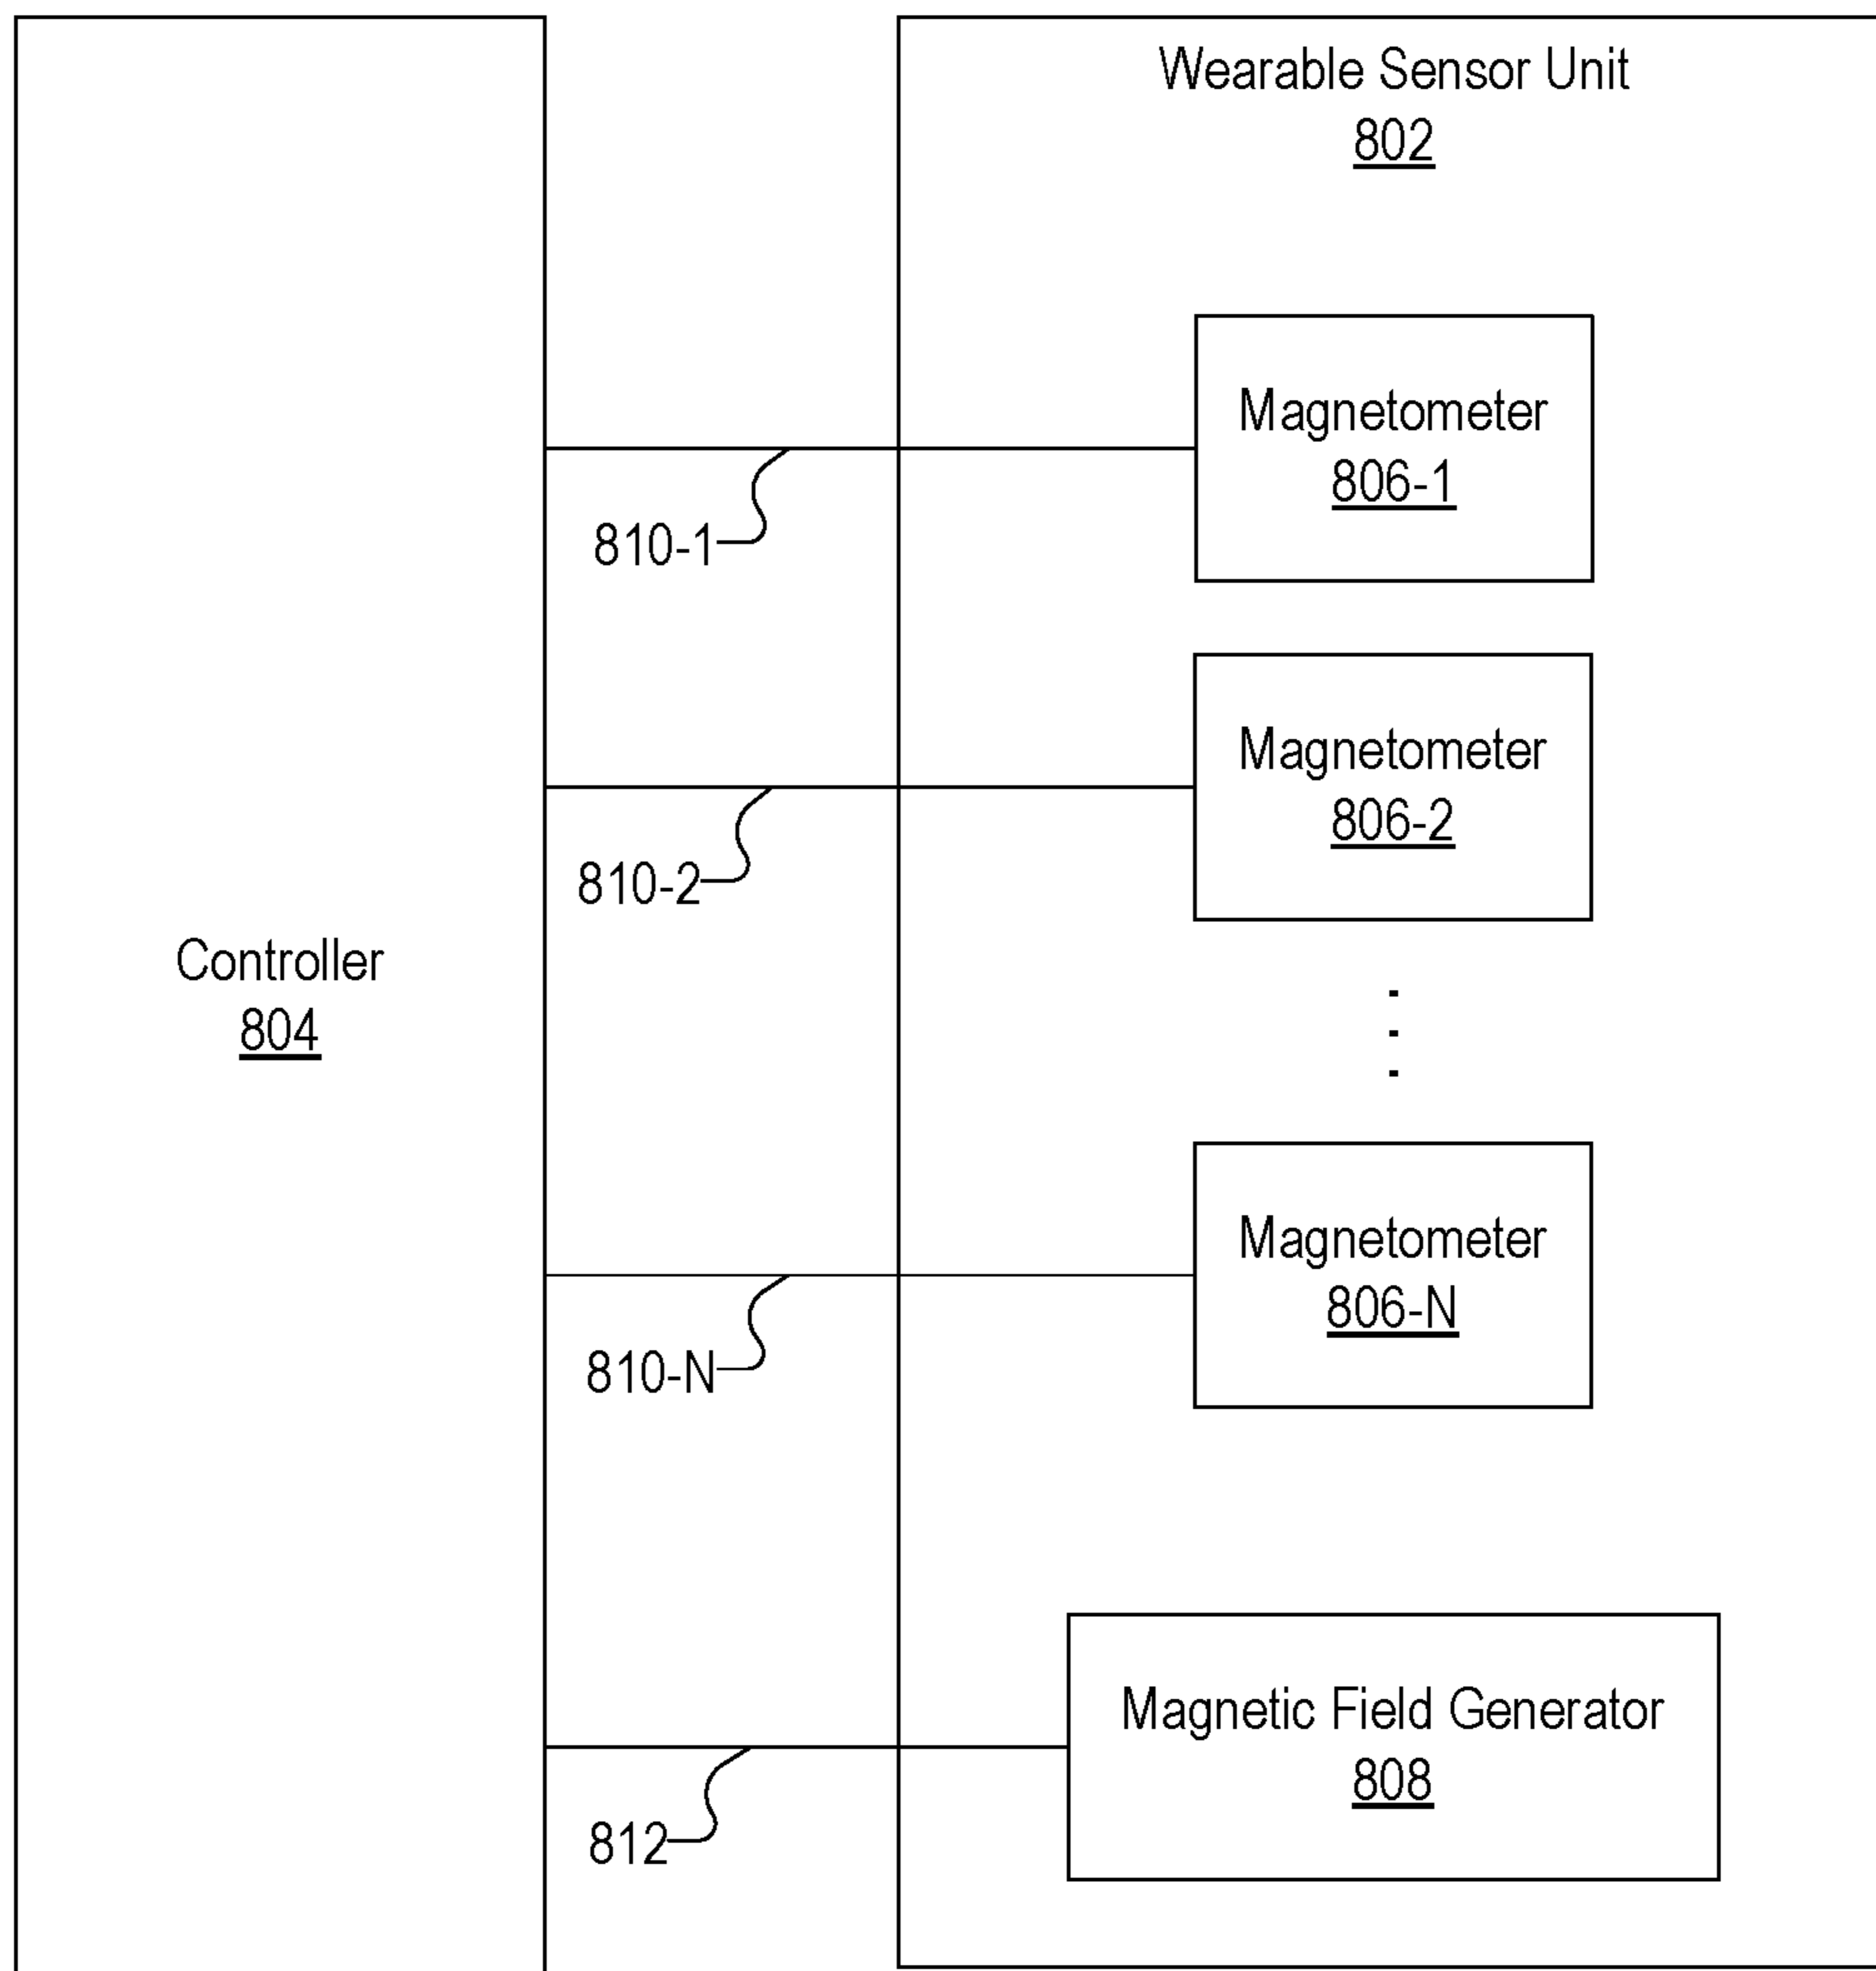 Wearable Sensor Unit
802
Magnetometer
806-1
810-1
Magnetometer
806-2
810-2
Controller
804
Magnetometer
806-N
810-N
Magnetic Field Generator
808
812